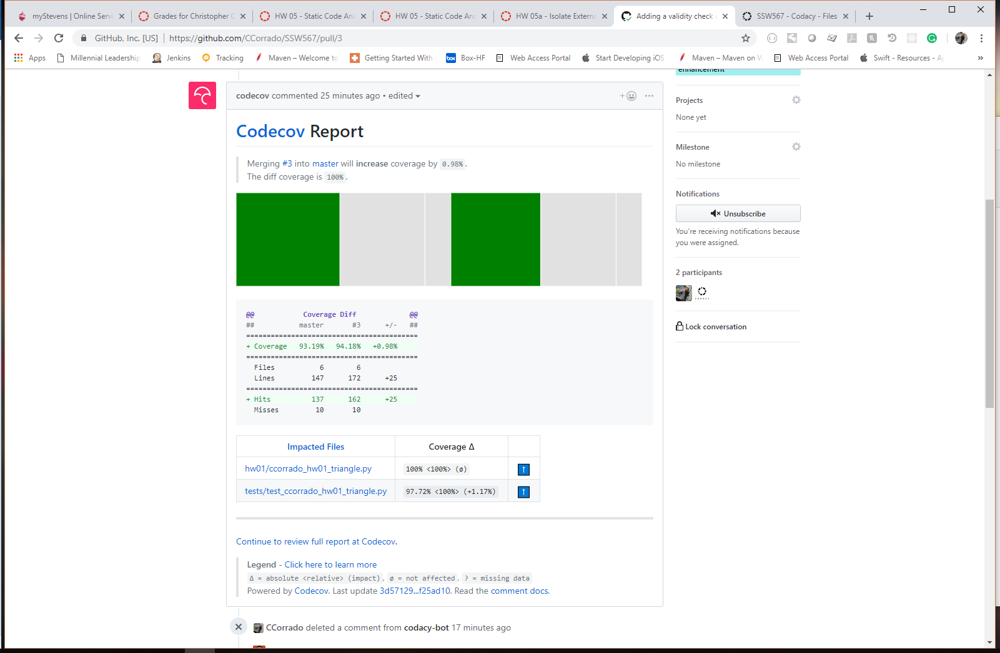 myStevens | Online Servi
Grades for Christopher C
HW 05 - Static Code Ana
HW 05 - Static Code Ana
HW 05a - Isolate Externa
Adding a validity check a
SSW567 - Codacy - Files
GitHub, Inc. [US]
https://github.com/CCorrado/SSW567/pull/3
Apps
Millennial Leadership
Jenkins
Tracking
Maven – Welcome to
Getting Started With
box
Box-HF
Web Access Portal
Start Developing iOS
Maven – Maven on W
Web Access Portal
Swift - Resources - Ap
»
enhancement
codecov commented 25 minutes ago • edited
Codecov Report
Merging #3 into master will increase coverage by 0.98%.
The diff coverage is 100%.
@@ Coverage Diff @@
## master #3 +/- ##
==========================================
+ Coverage 93.19% 94.18% +0.98%
==========================================
Files 6 6
Lines 147 172 +25
==========================================
+ Hits 137 162 +25
Misses 10 10
Impacted Files Coverage Δ
hw01/ccorrado_hw01_triangle.py 100% <100%> (ø) ↑
tests/test_ccorrado_hw01_triangle.py 97.72% <100%> (+1.17%) ↑
Continue to review full report at Codecov.
Legend - Click here to learn more
Δ = absolute <relative> (impact), ø = not affected, ? = missing data
Powered by Codecov. Last update 3d57129...f25ad10. Read the comment docs.
CCorrado deleted a comment from codacy-bot 17 minutes ago
Projects
None yet
Milestone
No milestone
Notifications
Unsubscribe
You're receiving notifications because
you were assigned.
2 participants
Lock conversation